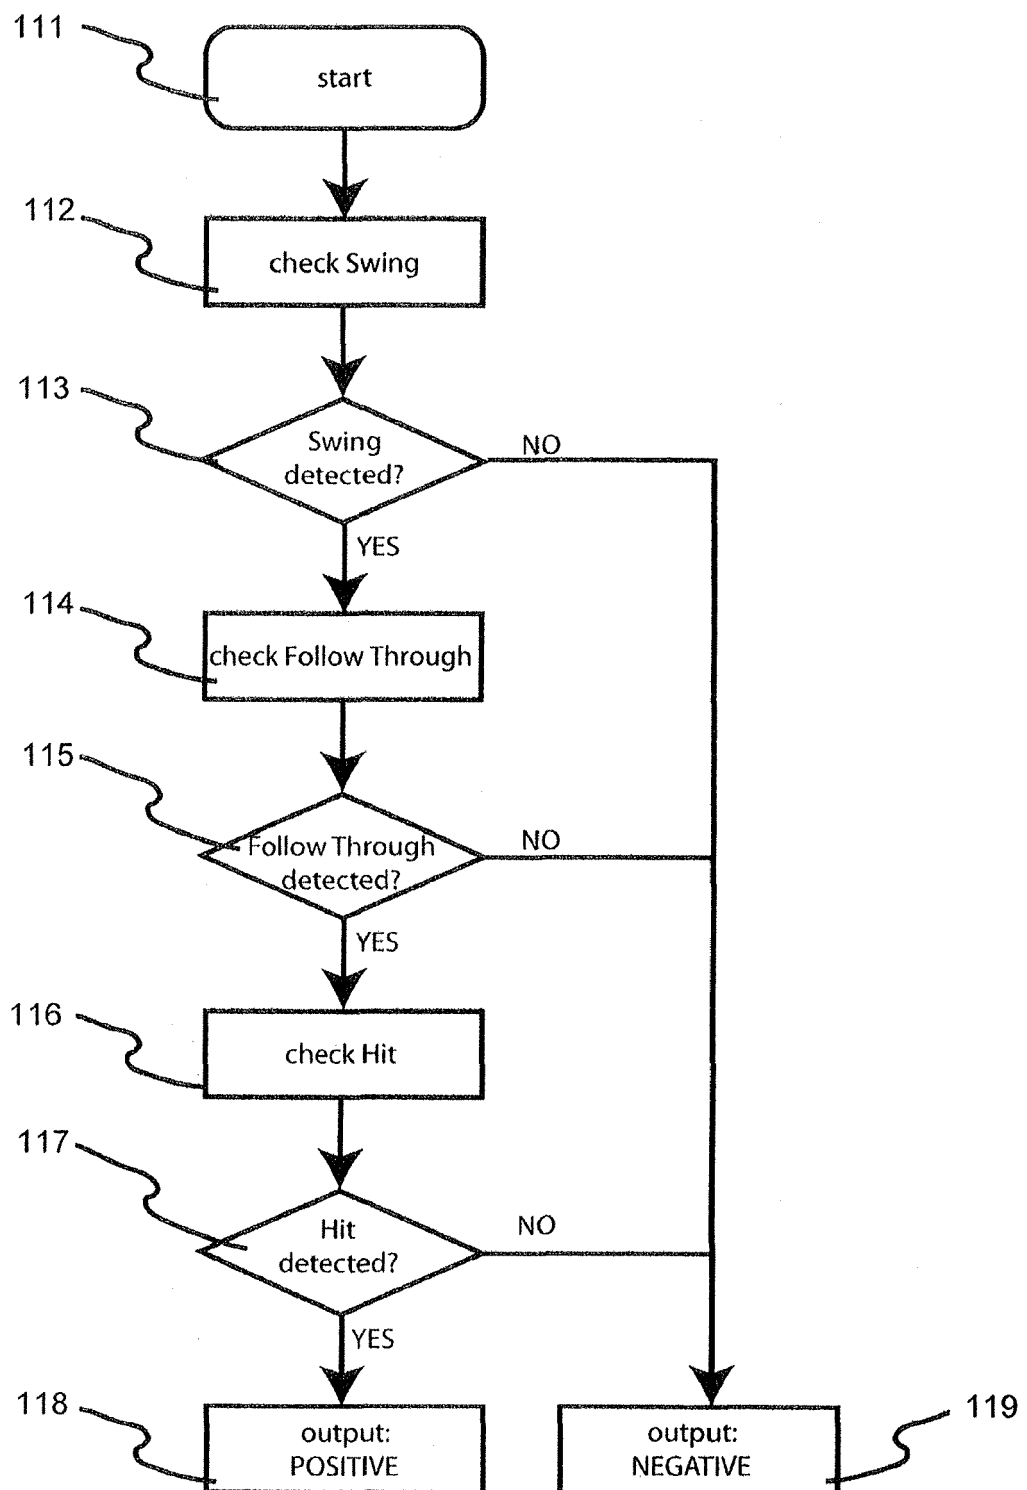 111
start
112
check Swing
113
Swing
detected?
NO
YES
114
check Follow Through
115
Follow Through
detected?
NO
YES
116
check Hit
117
Hit
detected?
NO
YES
118
output:
POSITIVE
output:
NEGATIVE
119